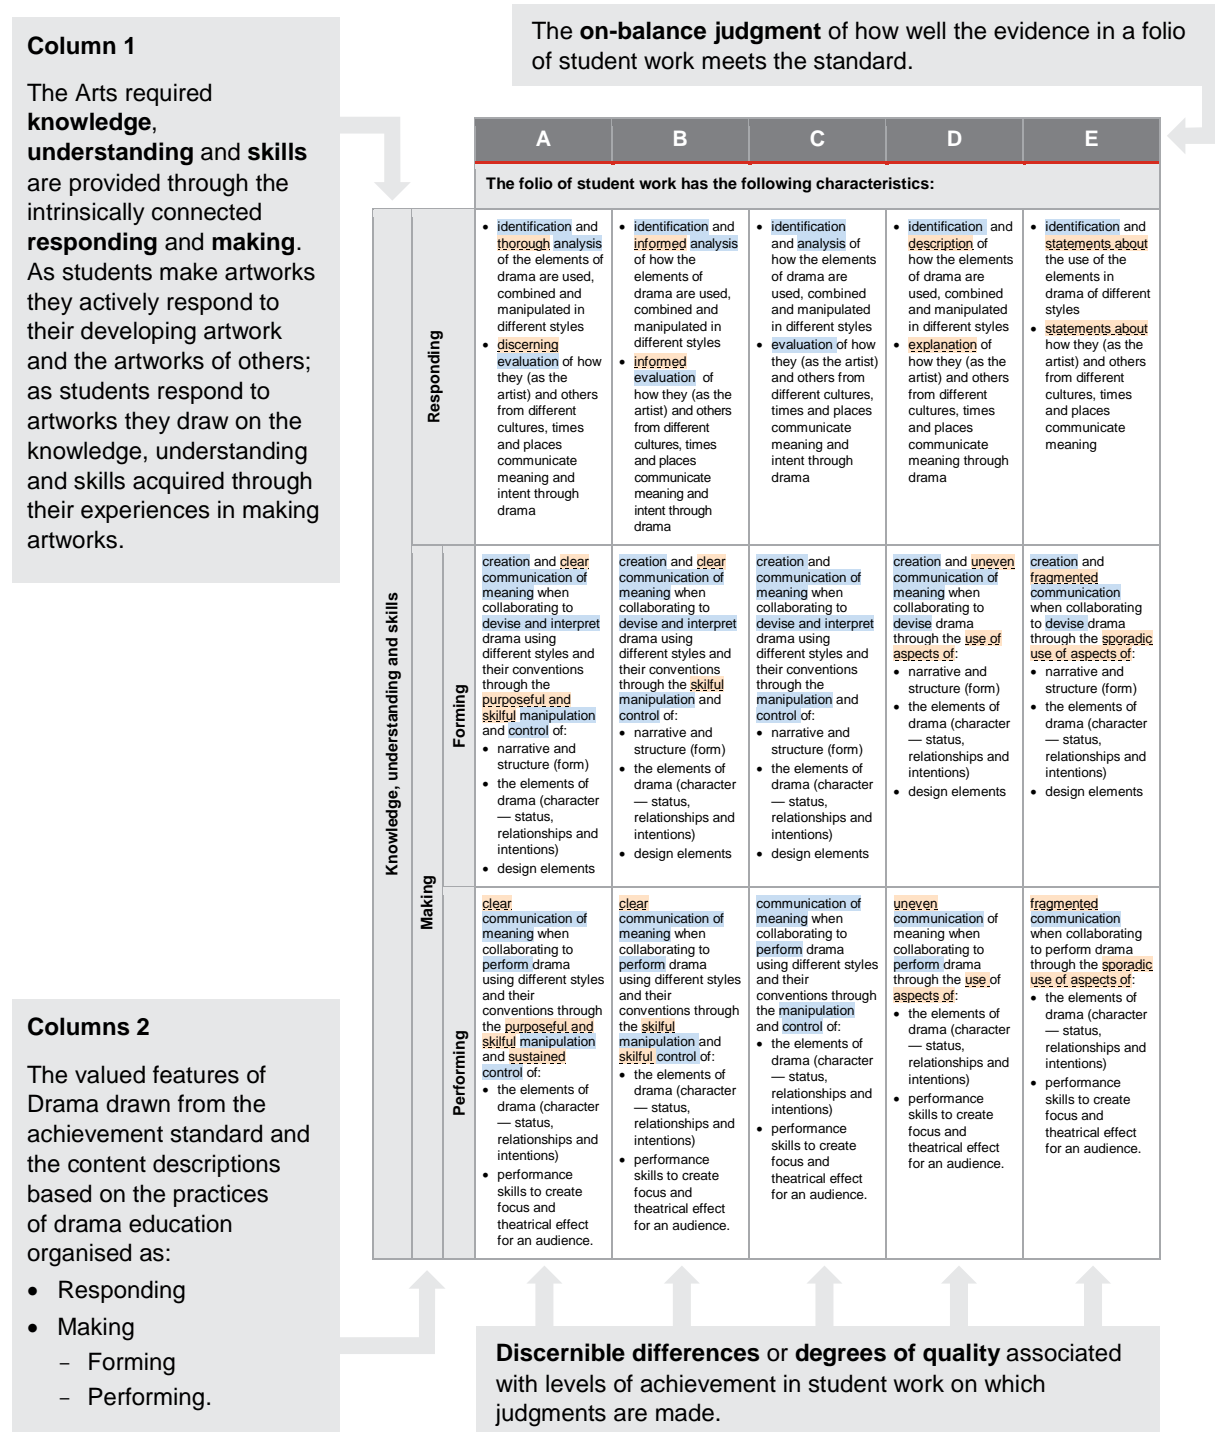 Column 1
The Arts required
knowledge,
understanding and skills
are provided through the
intrinsically connected
responding and making.
As students make artworks
they actively respond to
their developing artwork
and the artworks of others;
as students respond to
artworks they draw on the
knowledge, understanding
and skills acquired through
their experiences in making
artworks.
The on-balance judgment of how well the evidence in a folio
of student work meets the standard.
A B C D E
The folio of student work has the following characteristics:
Knowledge, understanding and skills
Responding
• identification and
thorough analysis
of the elements of
drama are used,
combined and
manipulated in
different styles
• discerning
evaluation of how
they (as the
artist) and others
from different
cultures, times
and places
communicate
meaning and
intent through
drama
• identification and
informed analysis
of how the
elements of
drama are used,
combined and
manipulated in
different styles
• informed
evaluation of
how they (as the
artist) and others
from different
cultures, times
and places
communicate
meaning and
intent through
drama
• identification
and analysis of
how the elements
of drama are
used, combined
and manipulated
in different styles
• evaluation of how
they (as the artist)
and others from
different cultures,
times and places
communicate
meaning and
intent through
drama
• identification and
description of
how the elements
of drama are
used, combined
and manipulated
in different styles
• explanation of
how they (as the
artist) and others
from different
cultures, times
and places
communicate
meaning through
drama
• identification and
statements about
the use of the
elements in
drama of different
styles
• statements about
how they (as the
artist) and others
from different
cultures, times
and places
communicate
meaning
Making
Forming
creation and clear
communication of
meaning when
collaborating to
devise and interpret
drama using
different styles and
their conventions
through the
purposeful and
skilful manipulation
and control of:
• narrative and
structure (form)
• the elements of
drama (character
— status,
relationships and
intentions)
• design elements
creation and clear
communication of
meaning when
collaborating to
devise and interpret
drama using
different styles and
their conventions
through the skilful
manipulation and
control of:
• narrative and
structure (form)
• the elements of
drama (character
— status,
relationships and
intentions)
• design elements
creation and
communication of
meaning when
collaborating to
devise and interpret
drama using
different styles and
their conventions
through the
manipulation and
control of:
• narrative and
structure (form)
• the elements of
drama (character
— status,
relationships and
intentions)
• design elements
creation and uneven
communication of
meaning when
collaborating to
devise drama
through the use of
aspects of:
• narrative and
structure (form)
• the elements of
drama (character
— status,
relationships and
intentions)
• design elements
creation and
fragmented
communication
when collaborating
to devise drama
through the sporadic
use of aspects of:
• narrative and
structure (form)
• the elements of
drama (character
— status,
relationships and
intentions)
• design elements
Performing
clear
communication of
meaning when
collaborating to
perform drama
using different styles
and their
conventions through
the purposeful and
skilful manipulation
and sustained
control of:
• the elements of
drama (character
— status,
relationships and
intentions)
• performance
skills to create
focus and
theatrical effect
for an audience.
clear
communication of
meaning when
collaborating to
perform drama
using different styles
and their
conventions through
the skilful
manipulation and
skilful control of:
• the elements of
drama (character
— status,
relationships and
intentions)
• performance
skills to create
focus and
theatrical effect
for an audience.
communication of
meaning when
collaborating to
perform drama
using different styles
and their
conventions through
the manipulation
and control of:
• the elements of
drama (character
— status,
relationships and
intentions)
• performance
skills to create
focus and
theatrical effect
for an audience.
uneven
communication of
meaning when
collaborating to
perform drama
through the use of
aspects of:
• the elements of
drama (character
— status,
relationships and
intentions)
• performance
skills to create
focus and
theatrical effect
for an audience.
fragmented
communication
when collaborating
to perform drama
through the sporadic
use of aspects of:
• the elements of
drama (character
— status,
relationships and
intentions)
• performance
skills to create
focus and
theatrical effect
for an audience.
Columns 2
The valued features of
Drama drawn from the
achievement standard and
the content descriptions
based on the practices
of drama education
organised as:
• Responding
• Making
– Forming
– Performing.
Discernible differences or degrees of quality associated
with levels of achievement in student work on which
judgments are made.